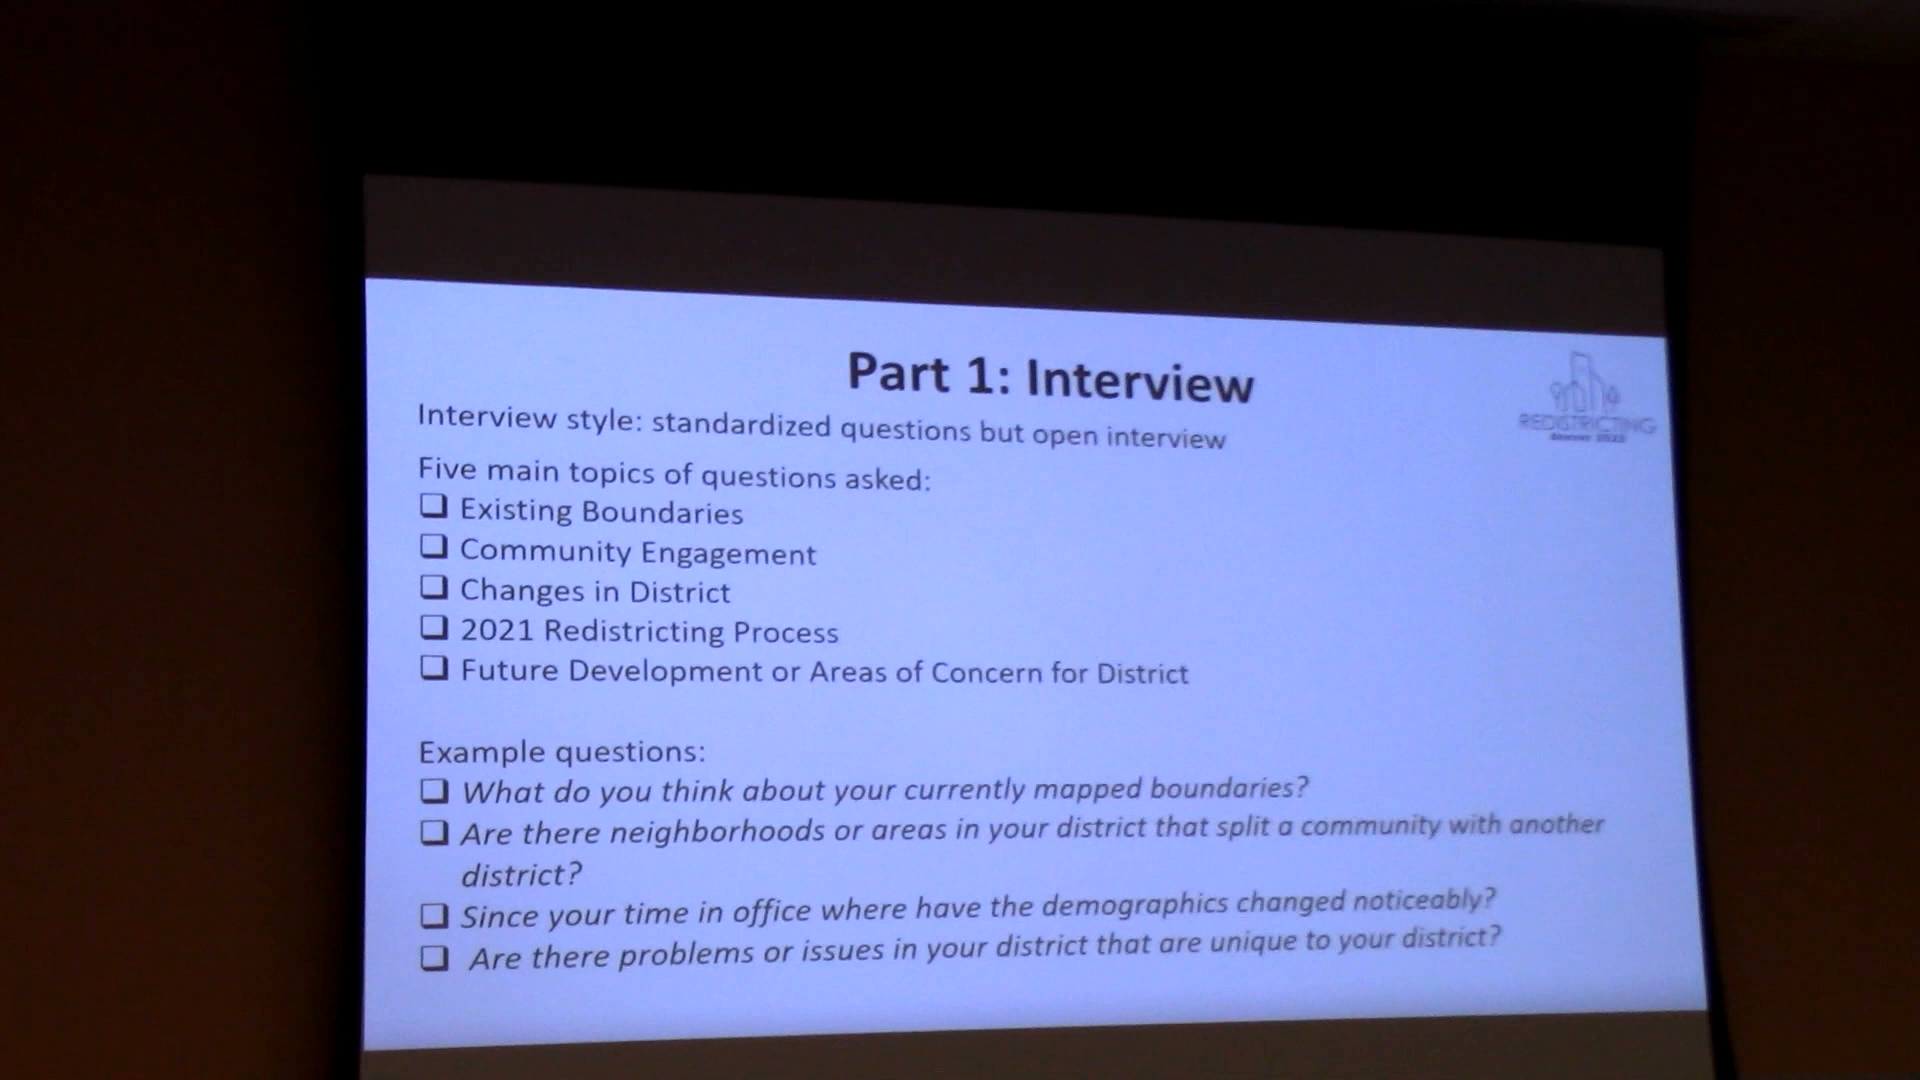 Part 1: Interview
REDISTRICTING
Interview style: standardized questions but open interview
Five main topics of questions asked:
❑ Existing Boundaries
❑ Community Engagement
❑ Changes in District
❑ 2021 Redistricting Process
❑ Future Development or Areas of Concern for District
Example questions:
❑ What do you think about your currently mapped boundaries?
❑ Are there neighborhoods or areas in your district that split a community with another
district?
❑ Since your time in office where have the demographics changed noticeably?
❑ Are there problems or issues in your district that are unique to your district?